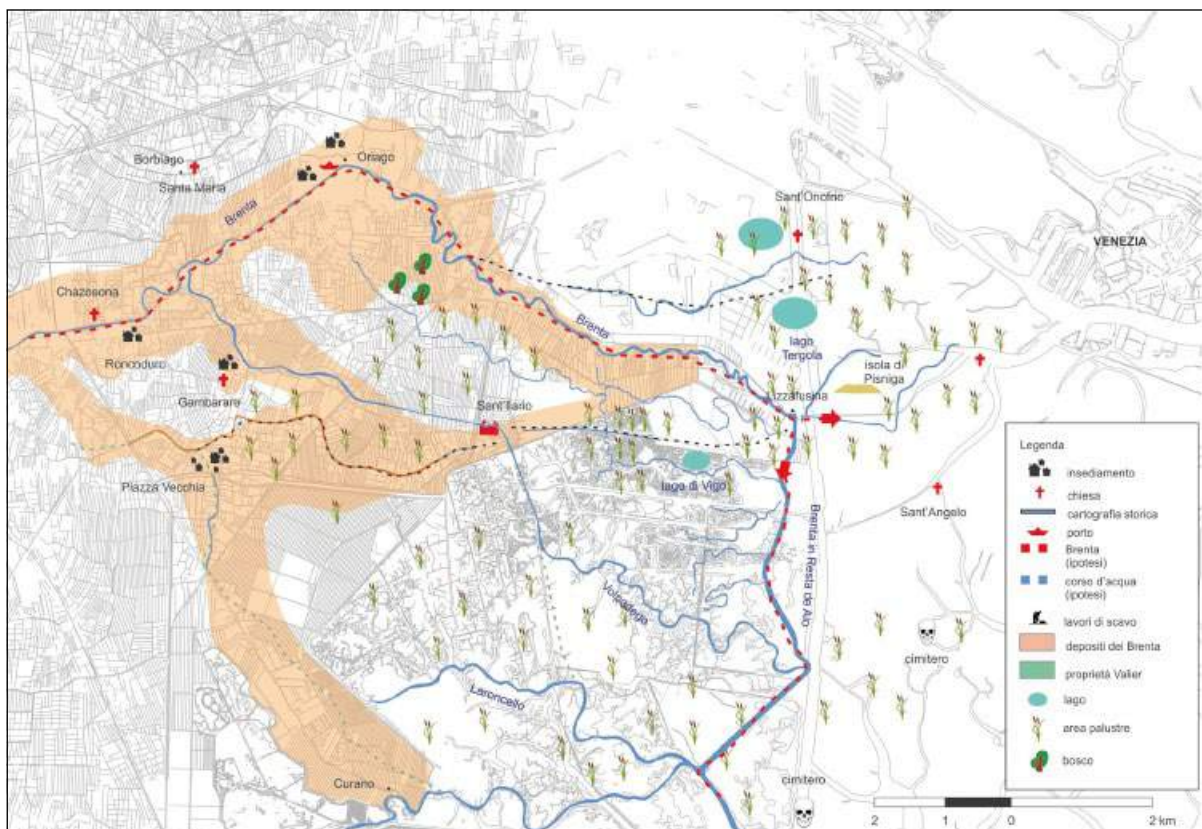 Oriago
Borbiago
Santa Maria
Brenta
Sant'Onofrio
VENEZIA
Chazosona
Brenta
lago
Tergola
isola di
Pisniga
Roncoduro
Lizzafusina
Gambarare
Sant'Ilario
Piazza Vecchia
lago di Vigo
Sant'Angelo
Brenta in Resta de Aio
Volpadego
cimitero
Laroncello
Curano
cimitero
Legenda
insediamento
chiesa
cartografia storica
porto
Brenta
(ipotesi)
corso d'acqua
(ipotesi)
lavori di scavo
depositi del Brenta
proprietà Valier
lago
area palustre
bosco
2 1 0 2 km